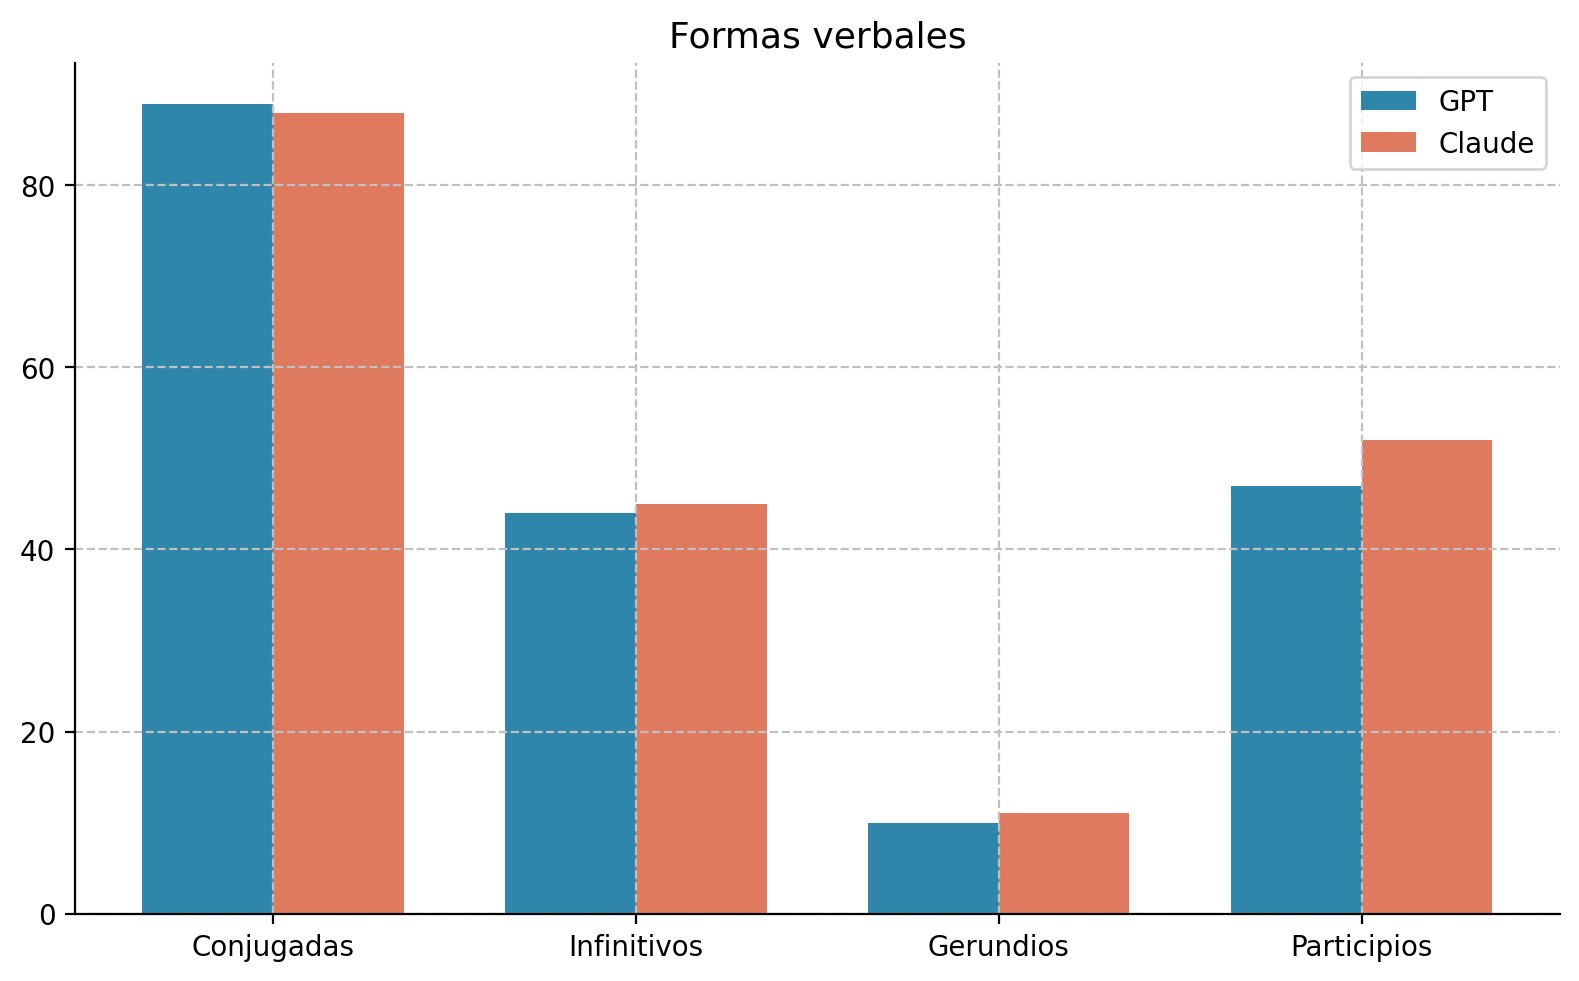 Formas verbales
GPT
Claude
80
60
40
20
0
Conjugadas
Infinitivos
Gerundios
Participios